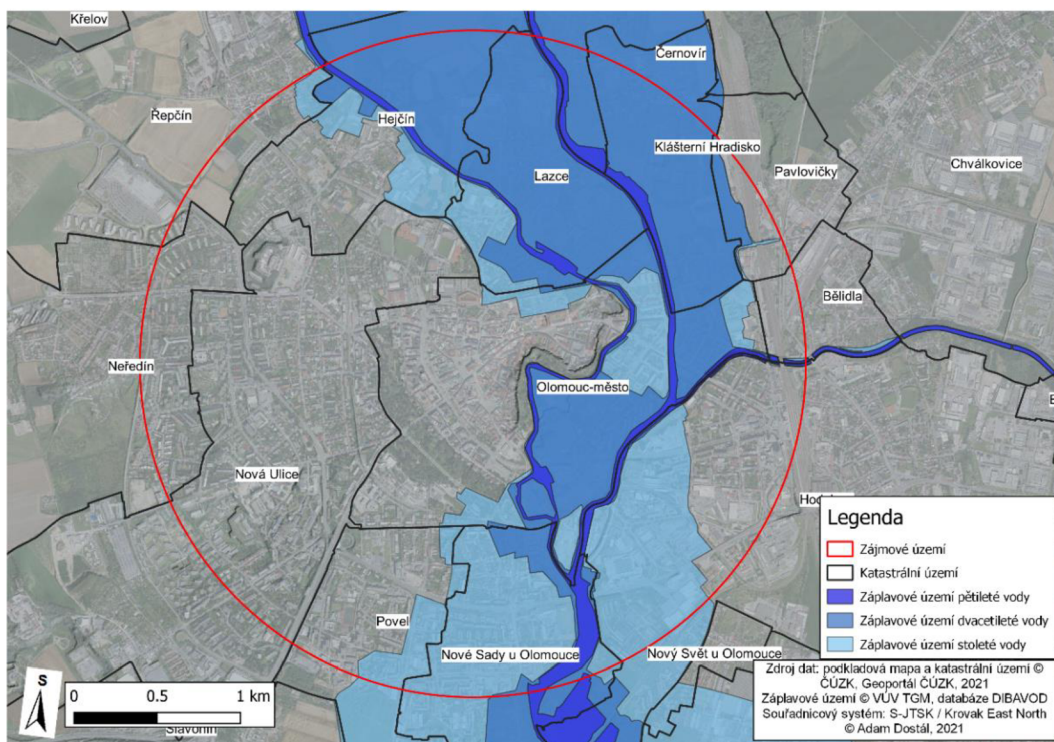 Křelov
Černovír
Řepčín
Hejčín
Klášterní Hradisko
Chválkovice
Lazce
Pavlovičky
Bělidla
Neředín
Olomouc-město
Nová Ulice
Povel
Nové Sady u Olomouce
Nový Svět u Olomouce
Slavonín
Legenda
Zájmové území
Katastrální území
Záplavové území pětileté vody
Záplavové území dvacetileté vody
Záplavové území stoleté vody
S
0 0.5 1 km
Zdroj dat: podkladová mapa a katastrální území ©
ČÚZK, Geoportál ČÚZK, 2021
Záplavové území © VÚV TGM, databáze DIBAVOD
Souřadnicový systém: S-JTSK / Krovak East North
© Adam Dostál, 2021